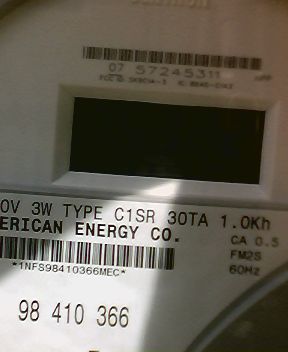 07 57245311
0V 3W TYPE C1SR 30TA 1.0Kh
ERICAN ENERGY CO.
CA 0.5
FM2S
60Hz
*1NFS98410366MEC*
98 410 366